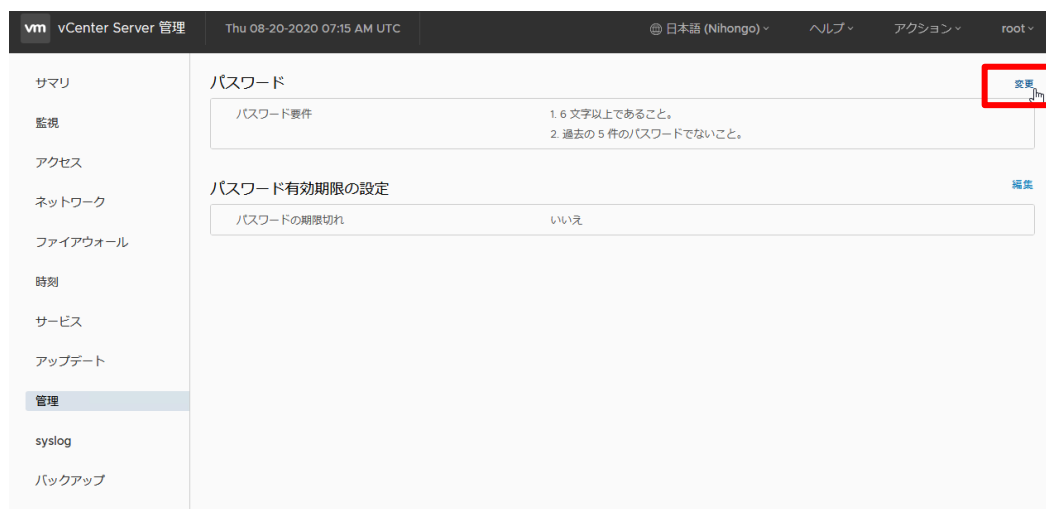 vm vCenter Server 管理 Thu 08-20-2020 07:15 AM UTC 日本語 (Nihongo) ヘルプ アクション root
サマリ
監視
アクセス
ネットワーク
ファイアウォール
時刻
サービス
アップデート
管理
syslog
バックアップ
パスワード 変更
パスワード要件 1. 6 文字以上であること。
2. 過去の 5 件のパスワードでないこと。
パスワード有効期限の設定 編集
パスワードの期限切れ いいえ